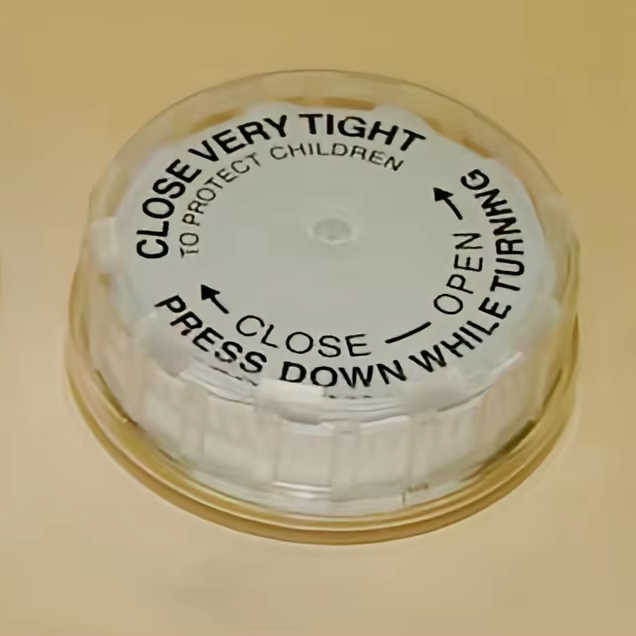 CLOSE VERY TIGHT
TO PROTECT CHILDREN
CLOSE
OPEN
PRESS DOWN WHILE TURNING